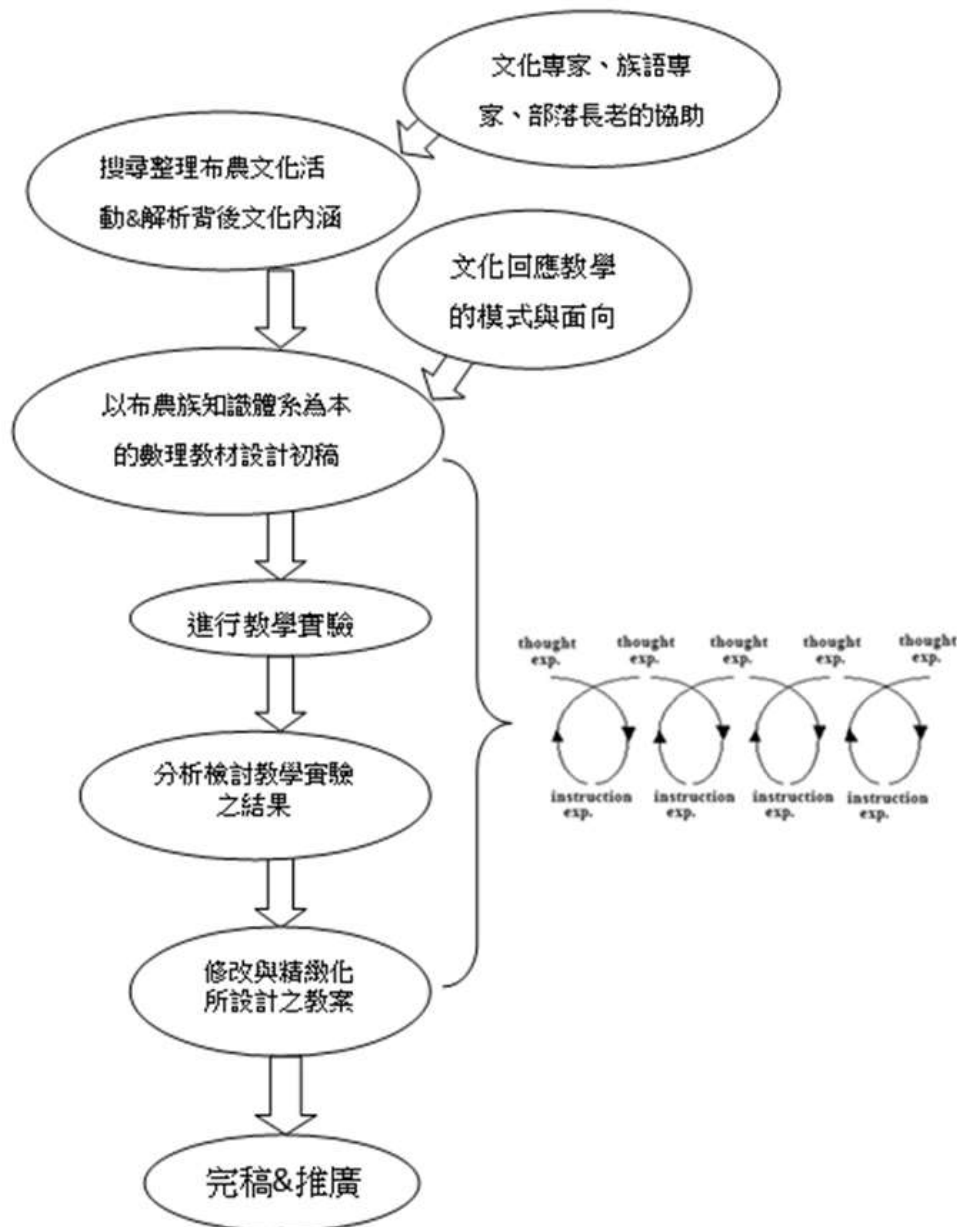 文化專家、族語專
家、部落長老的協助
搜尋整理布農文化活
動&解析背後文化內涵
文化回應教學
的模式與面向
以布農族知識體系為本
的數理教材設計初稿
進行教學實驗
thought exp.
thought exp.
thought exp.
thought exp.
thought exp.
instruction exp.
instruction exp.
instruction exp.
instruction exp.
分析檢討教學實驗
之結果
修改與精緻化
所設計之教案
完稿&推廣